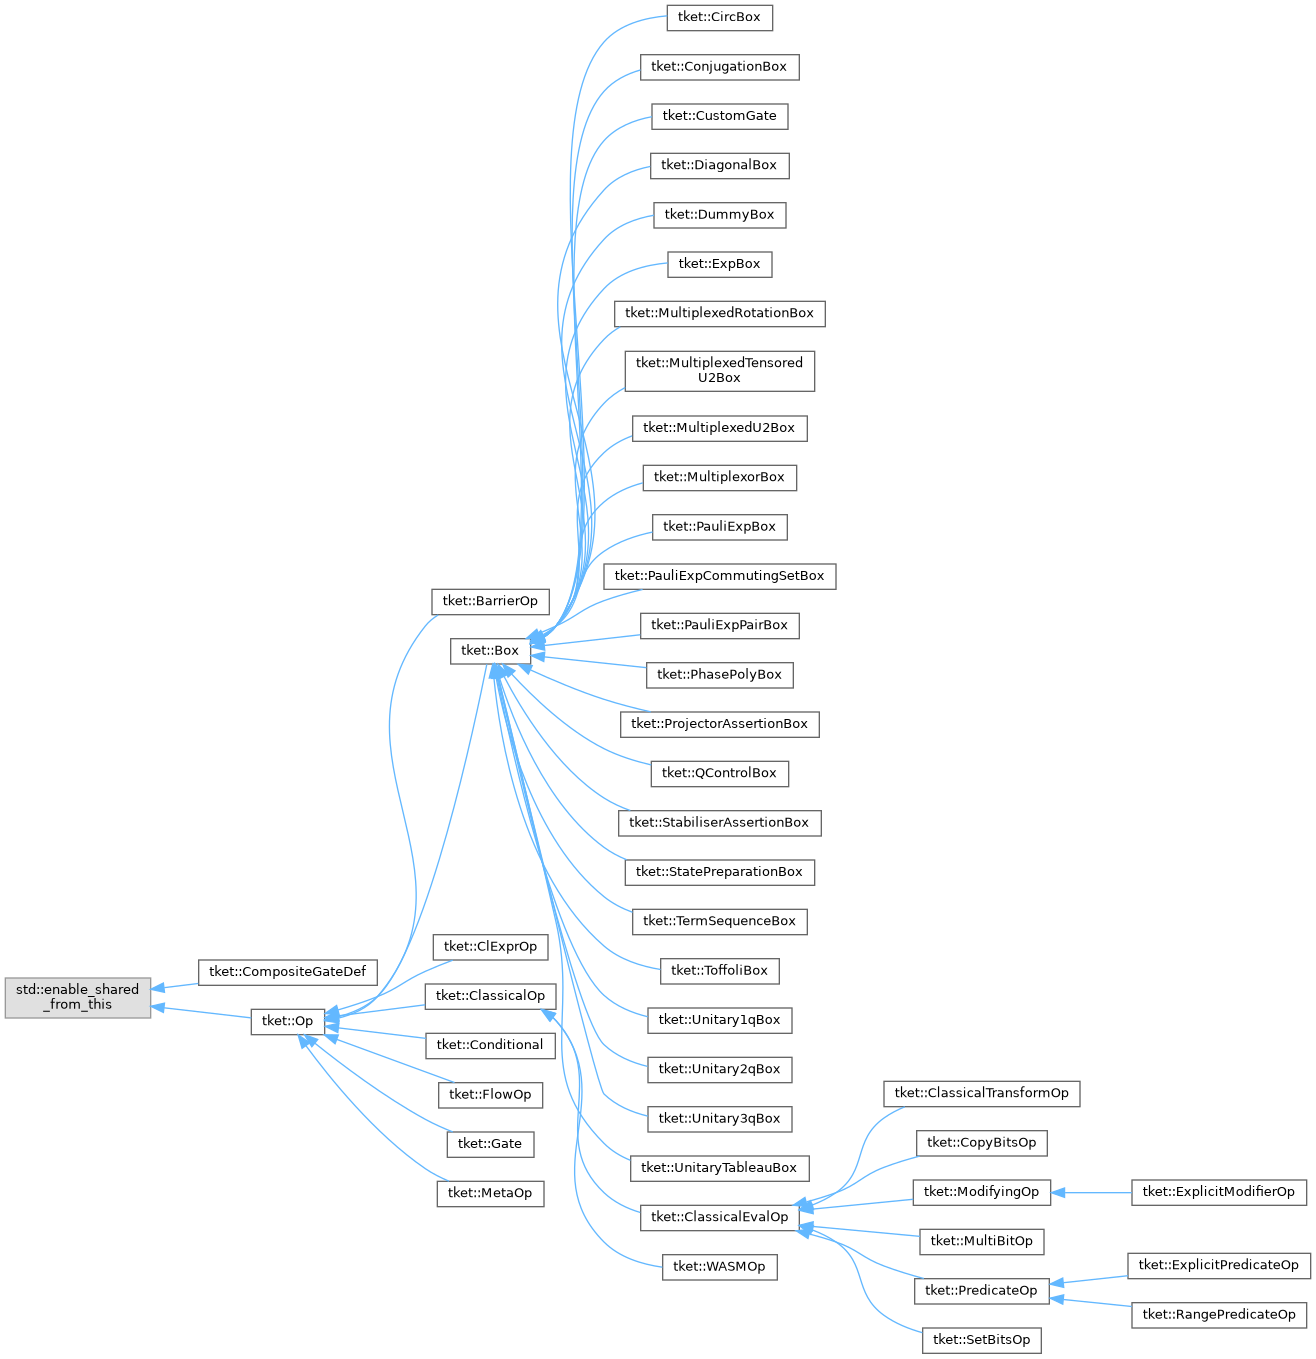 tket::CircBox
tket::ConjugationBox
tket::CustomGate
tket::DiagonalBox
tket::DummyBox
tket::ExpBox
tket::MultiplexedRotationBox
tket::MultiplexedTensored
U2Box
tket::MultiplexedU2Box
tket::MultiplexorBox
tket::PauliExpBox
tket::PauliExpCommutingSetBox
tket::BarrierOp
tket::PauliExpPairBox
tket::Box
tket::PhasePolyBox
tket::ProjectorAssertionBox
tket::QControlBox
tket::StabiliserAssertionBox
tket::StatePreparationBox
tket::TermSequenceBox
tket::ClExprOp
tket::CompositeGateDef
tket::ToffoliBox
std::enable_shared
_from_this
tket::ClassicalOp
tket::Op
tket::Unitary1qBox
tket::Conditional
tket::Unitary2qBox
tket::FlowOp
tket::ClassicalTransformOp
tket::Unitary3qBox
tket::Gate
tket::CopyBitsOp
tket::UnitaryTableauBox
tket::MetaOp
tket::ModifyingOp
tket::ExplicitModifierOp
tket::ClassicalEvalOp
tket::MultiBitOp
tket::WASMOp
tket::ExplicitPredicateOp
tket::PredicateOp
tket::RangePredicateOp
tket::SetBitsOp